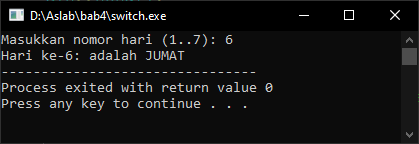 D:\Aslab\bab4\switch.exe
Masukkan nomor hari (1..7): 6
Hari ke-6: adalah JUMAT
---------------------------------
Process exited with return value 0
Press any key to continue . . .